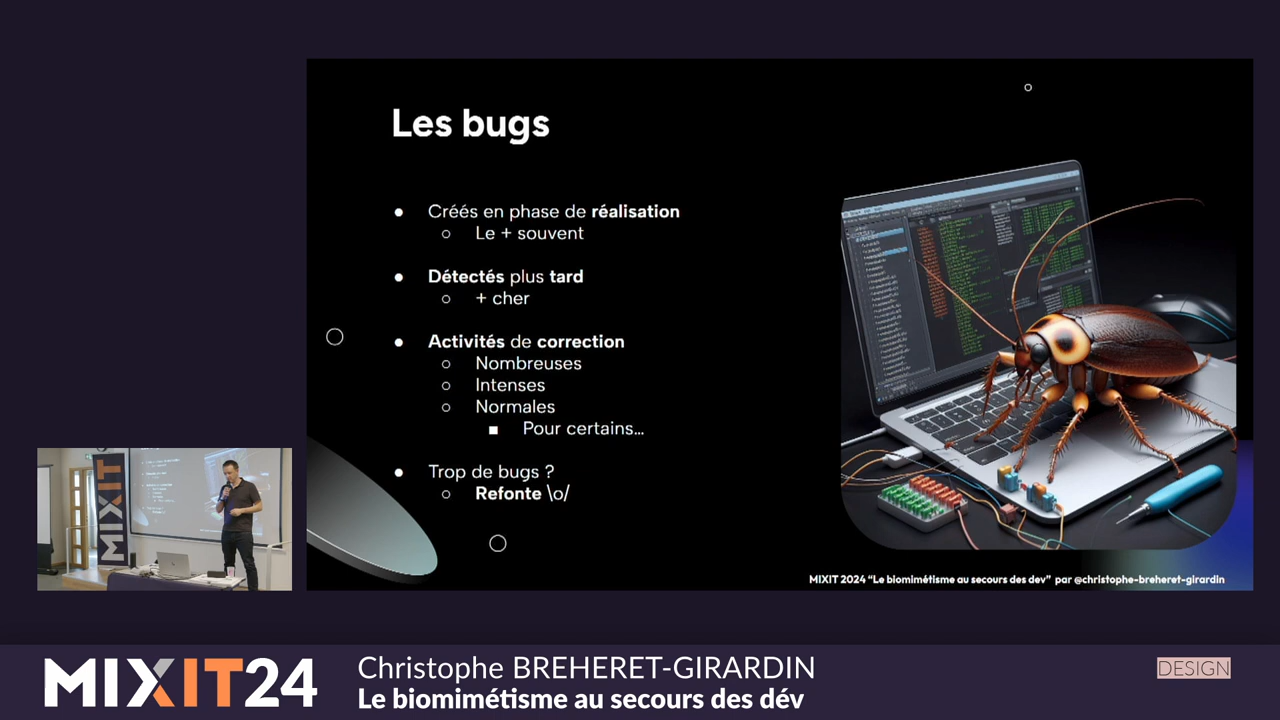 Les bugs
● Créés en phase de réalisation
○ Le + souvent
● Détectés plus tard
○ + cher
● Activités de correction
○ Nombreuses
○ Intenses
○ Normales
■ Pour certains...
● Trop de bugs ?
○ Refonte \o/
MIXIT 2024 “Le biomimétisme au secours des dev” par @christophe-breheret-girardin
MIXIT
MIXIT24
Christophe BREHERET-GIRARDIN
Le biomimétisme au secours des dév
DESIGN